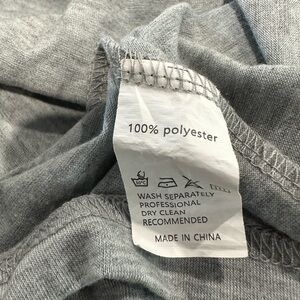 100% polyester
WASH SEPARATELY
PROFESSIONAL
DRY CLEAN
RECOMMENDED
MADE IN CHINA